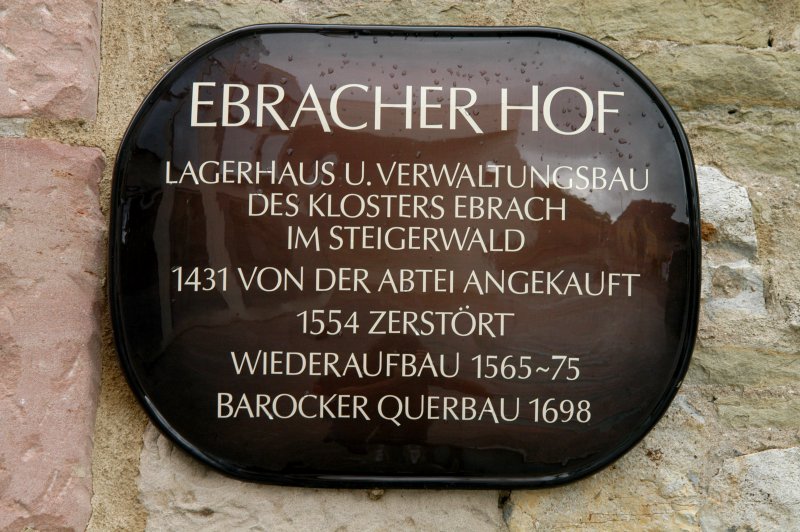 EBRACHER HOF
LAGERHAUS U. VERWALTUNGSBAU
DES KLOSTERS EBRACH
IM STEIGERWALD
1431 VON DER ABTEI ANGEKAUFT
1554 ZERSTÖRT
WIEDERAUFBAU 1565~75
BAROCKER QUERBAU 1698